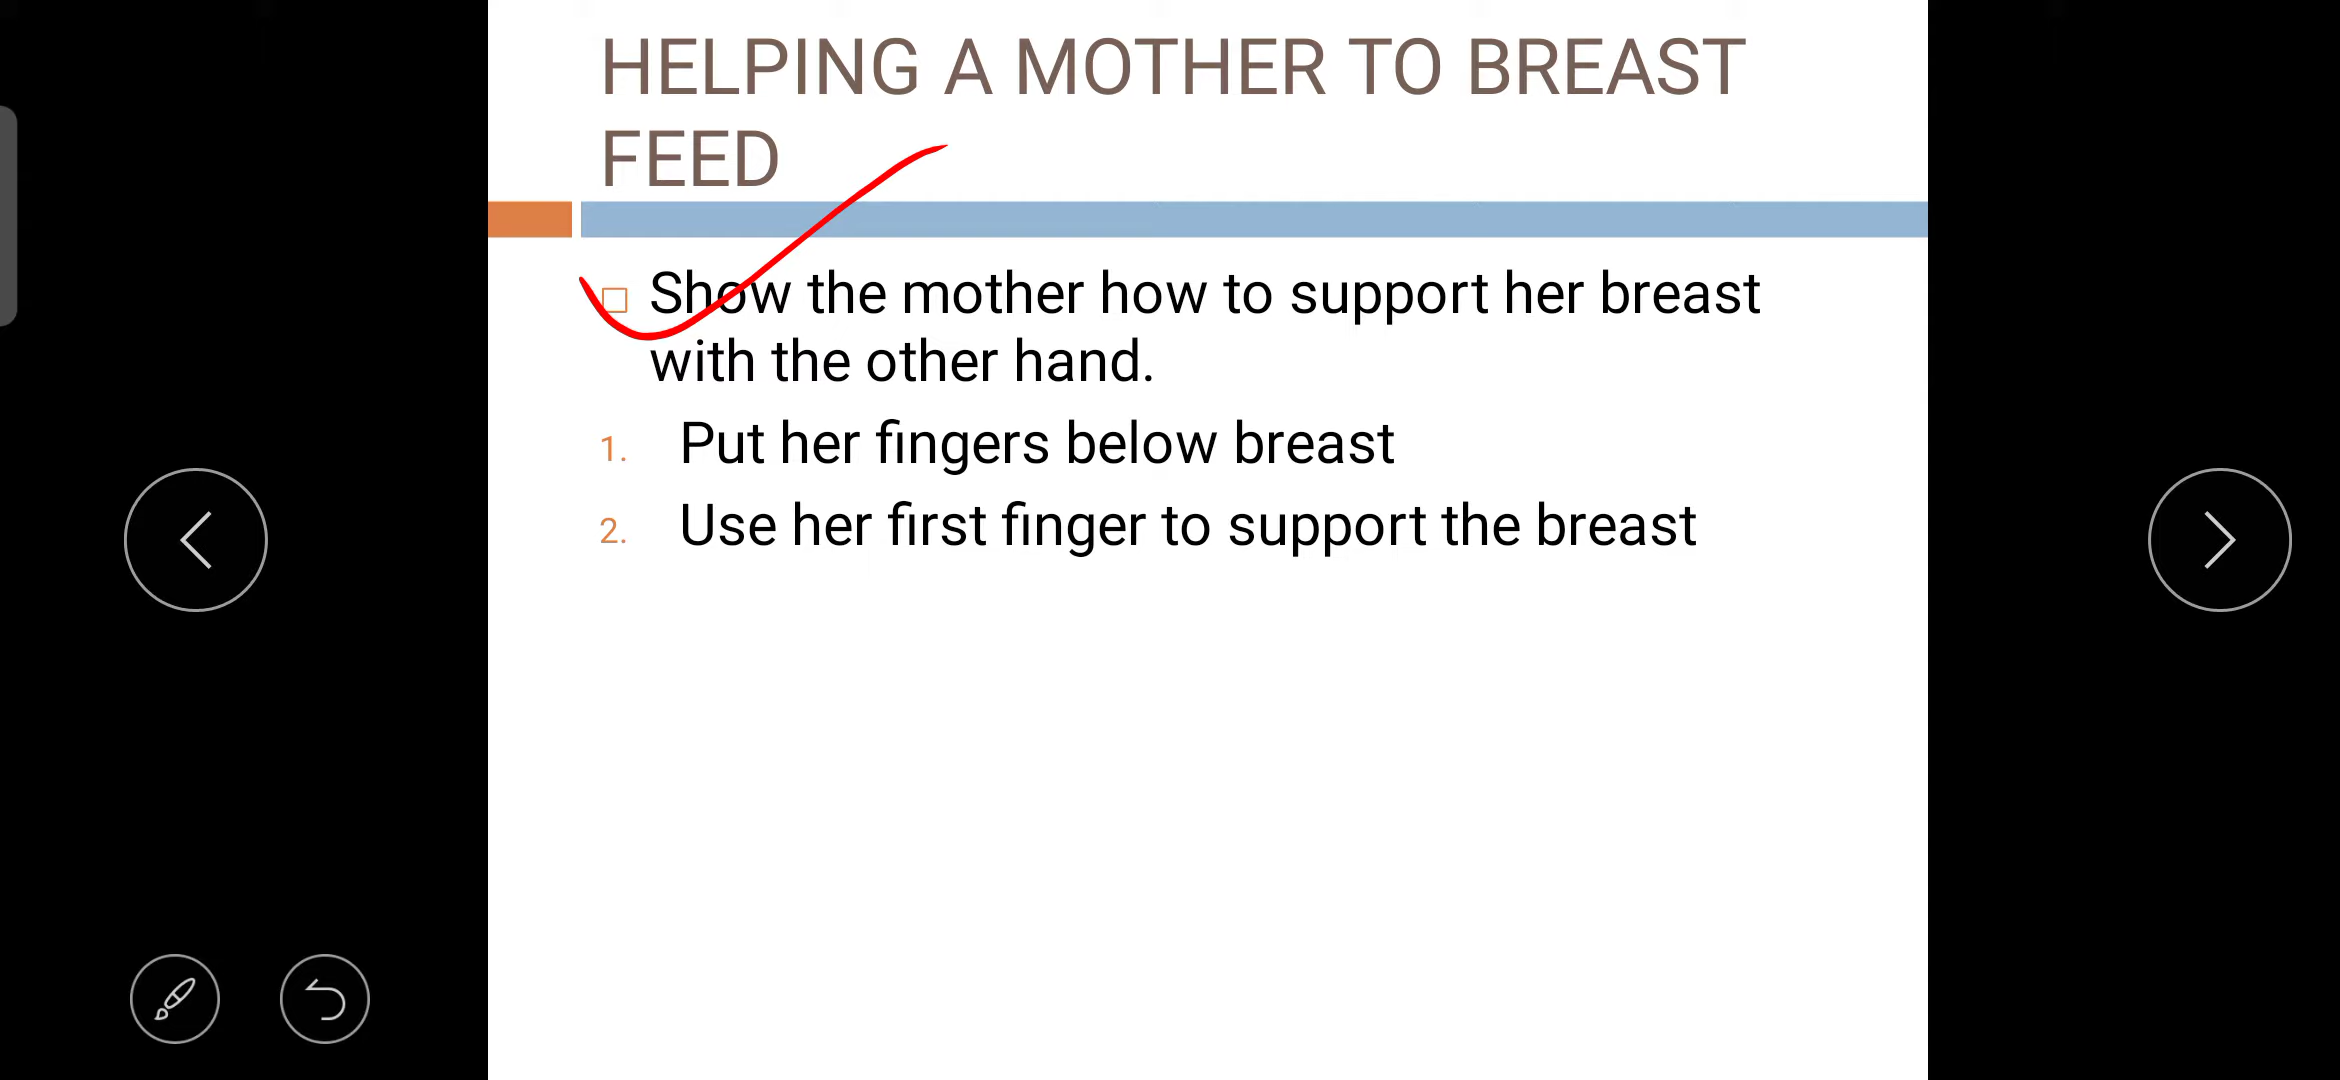 HELPING A MOTHER TO BREAST
FEED
Show the mother how to support her breast
with the other hand.
1. Put her fingers below breast
2. Use her first finger to support the breast